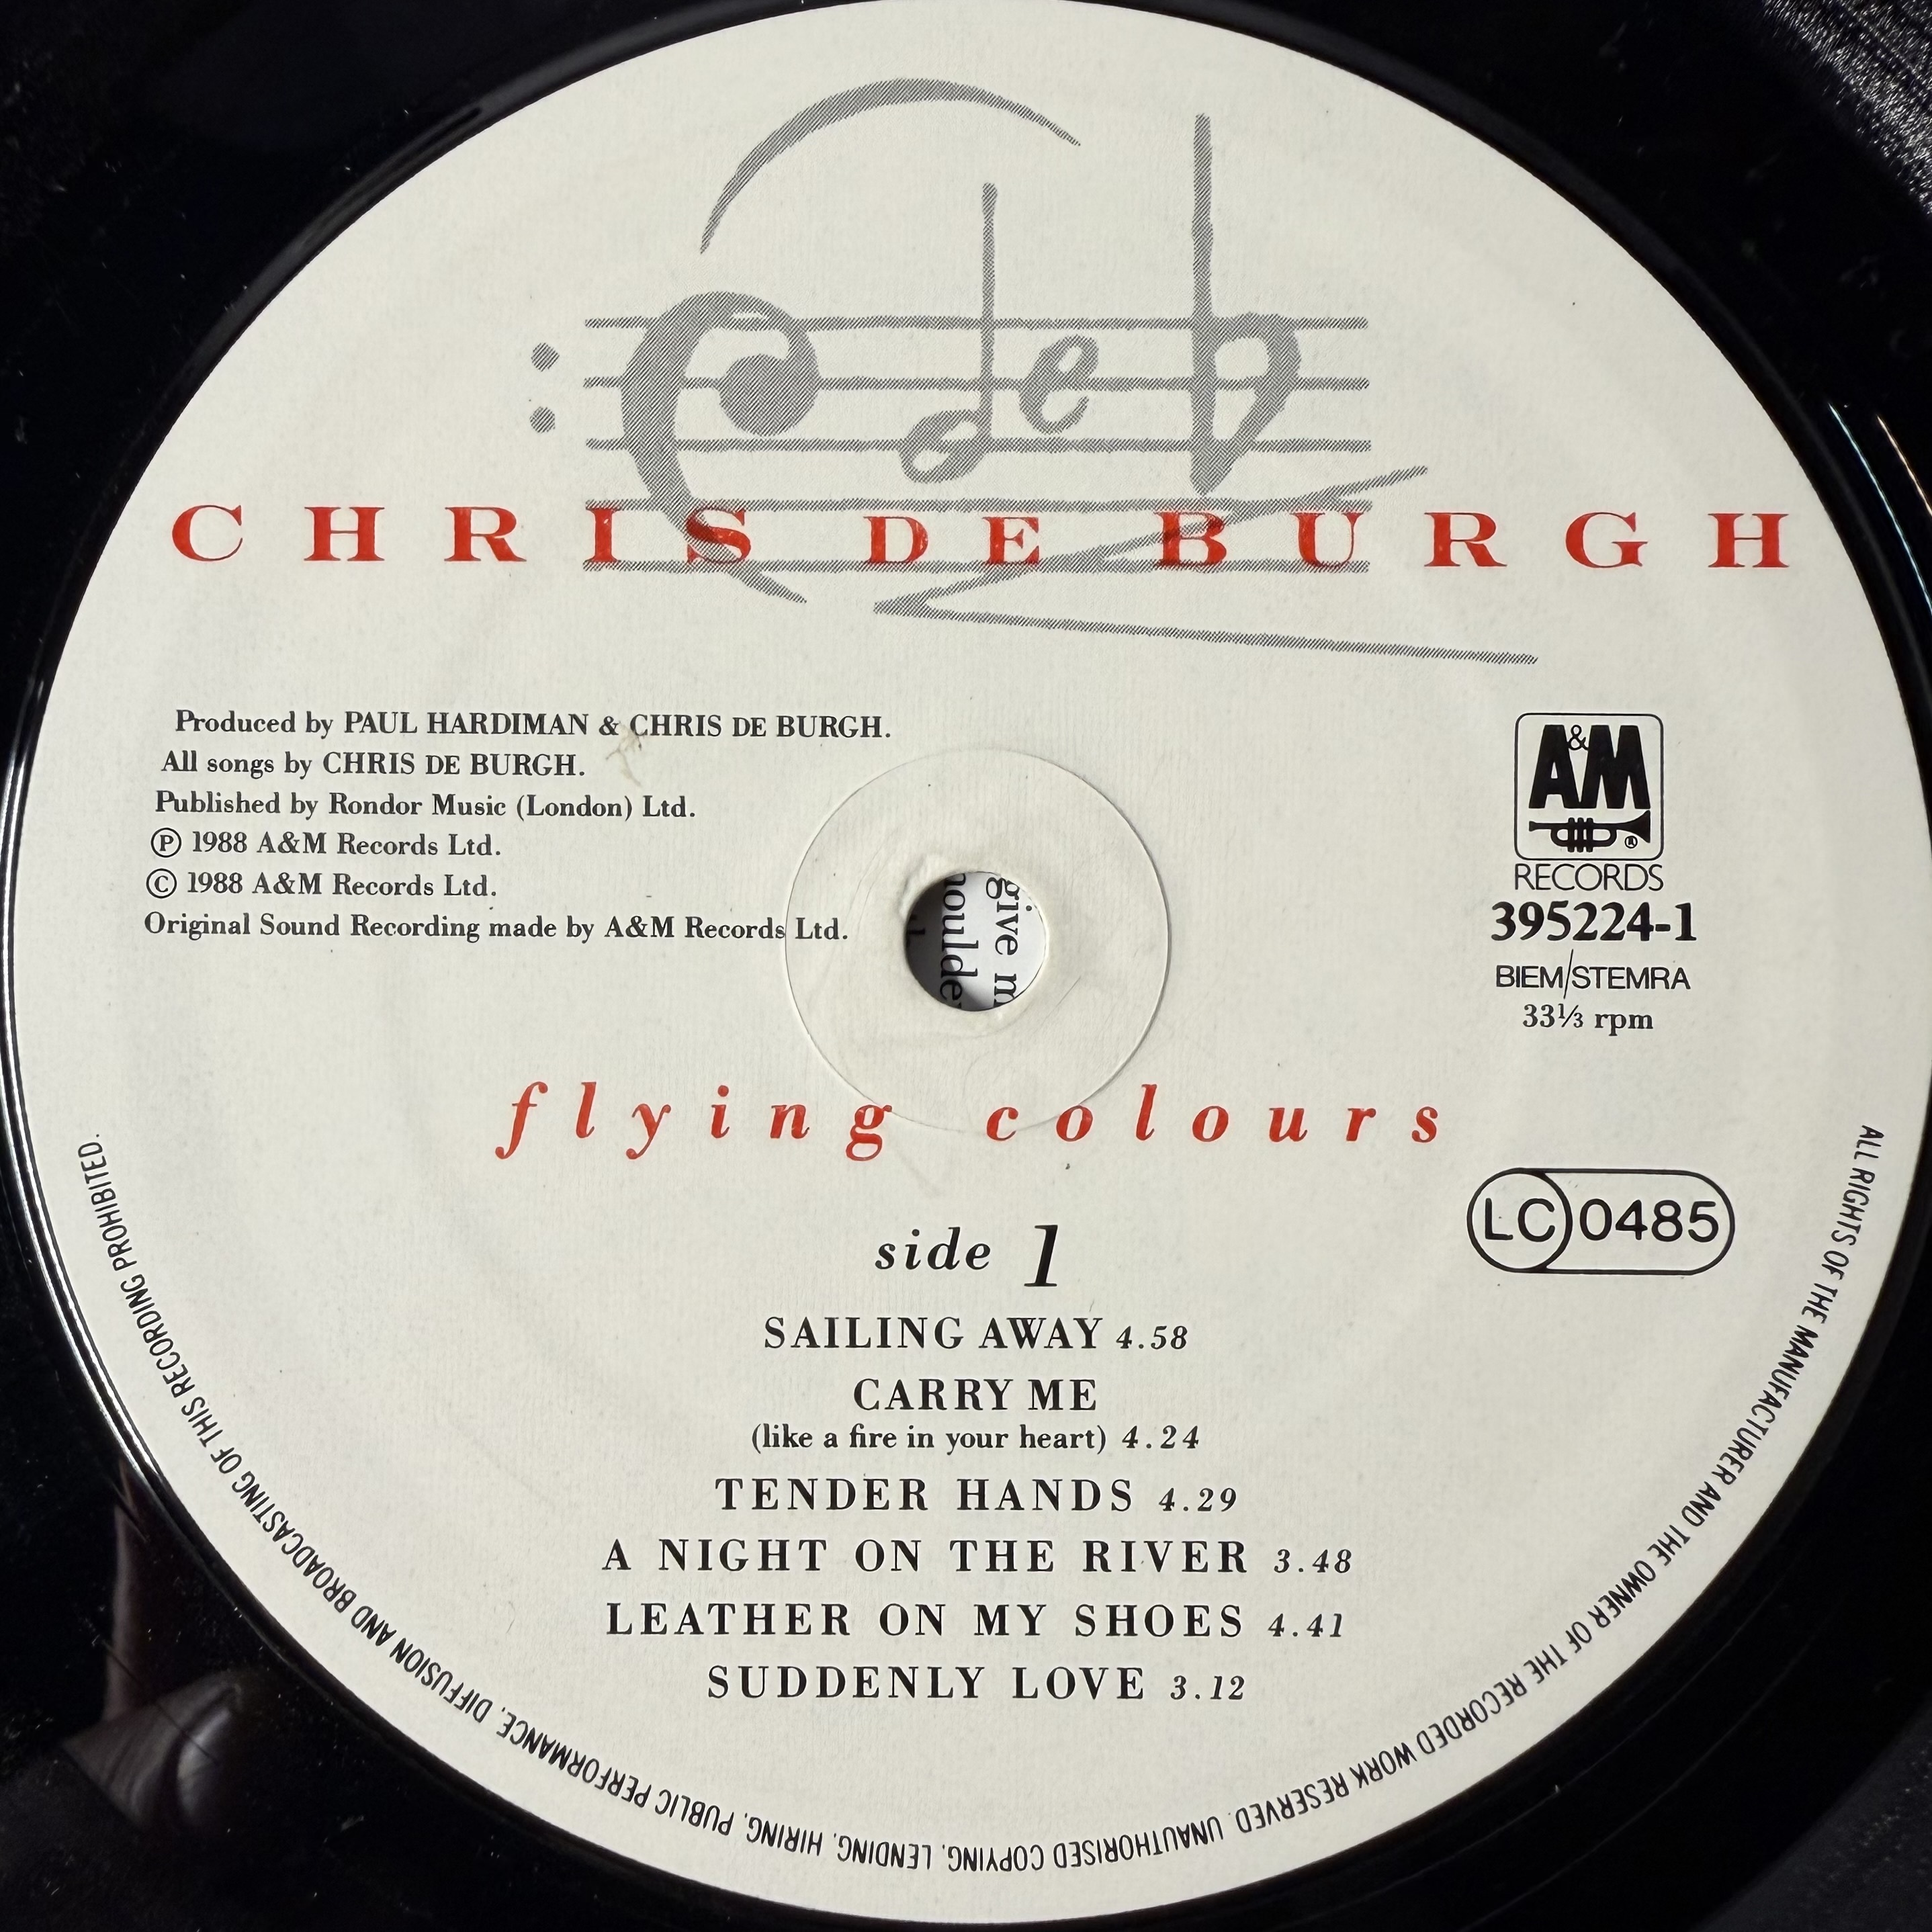 C de b
CHRIS DE BURGH
Produced by PAUL HARDIMAN & CHRIS DE BURGH.
All songs by CHRIS DE BURGH.
Published by Rondor Music (London) Ltd.
Ⓟ 1988 A&M Records Ltd.
© 1988 A&M Records Ltd.
Original Sound Recording made by A&M Records Ltd.
A&M
®
RECORDS
395224-1
BIEM/STEMRA
33⅓ rpm
give
flying colours
LC 0485
side 1
SAILING AWAY 4.58
CARRY ME
(like a fire in your heart) 4.24
TENDER HANDS 4.29
A NIGHT ON THE RIVER 3.48
LEATHER ON MY SHOES 4.41
SUDDENLY LOVE 3.12
ALL RIGHTS OF THE MANUFACTURER AND THE OWNER OF THE RECORDED WORK RESERVED. UNAUTHORISED COPYING, LENDING, HIRING, PUBLIC PERFORMANCE, DIFFUSION AND BROADCASTING OF THIS RECORDING PROHIBITED.